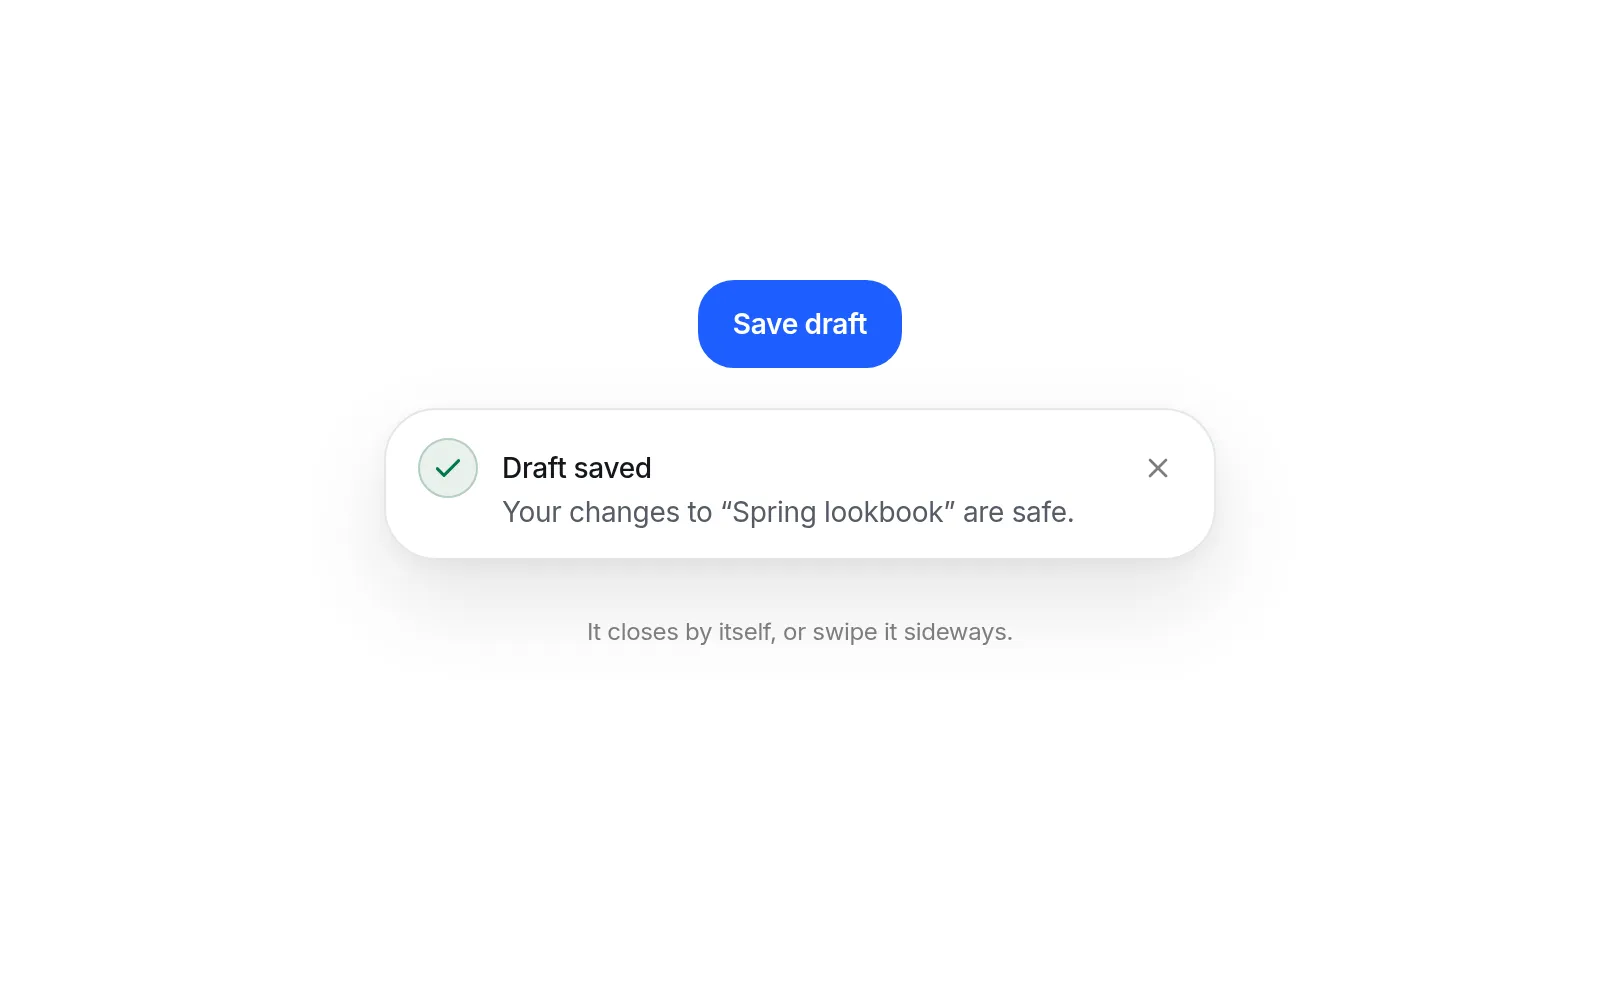 Save draft
Draft saved
Your changes to “Spring lookbook” are safe.
It closes by itself, or swipe it sideways.